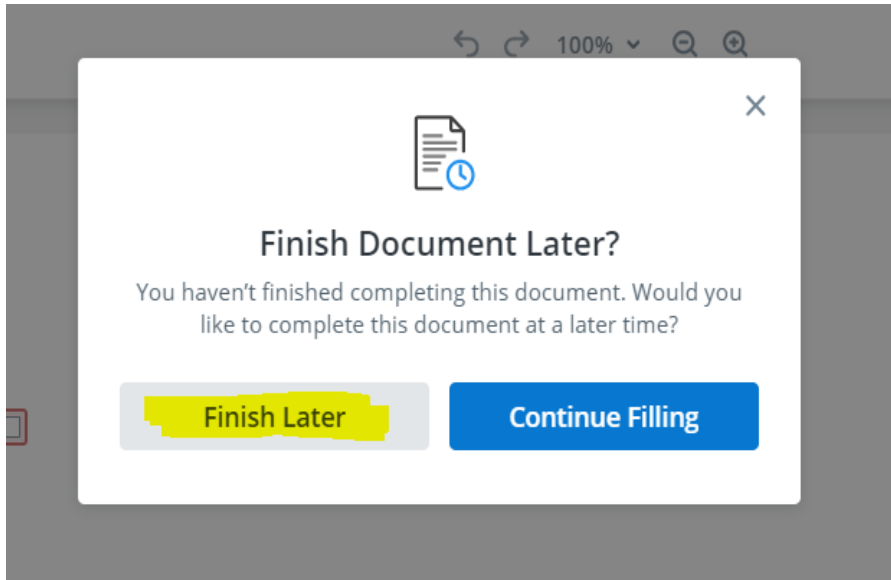 100%
Finish Document Later?
You haven’t finished completing this document. Would you
like to complete this document at a later time?
Finish Later
Continue Filling